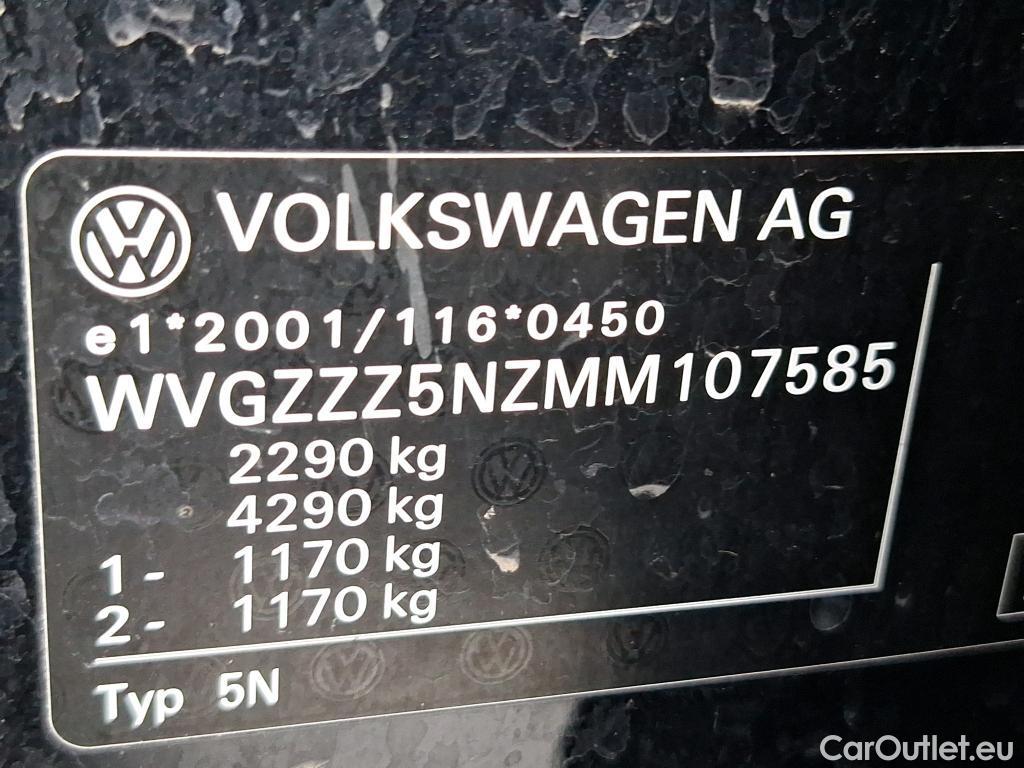 VOLKSWAGEN AG
e1*2001/116*0450
WVGZZZ5NZMM107585
2290 kg
4290 kg
1- 1170 kg
2- 1170 kg
Typ 5N
CarOutlet.eu